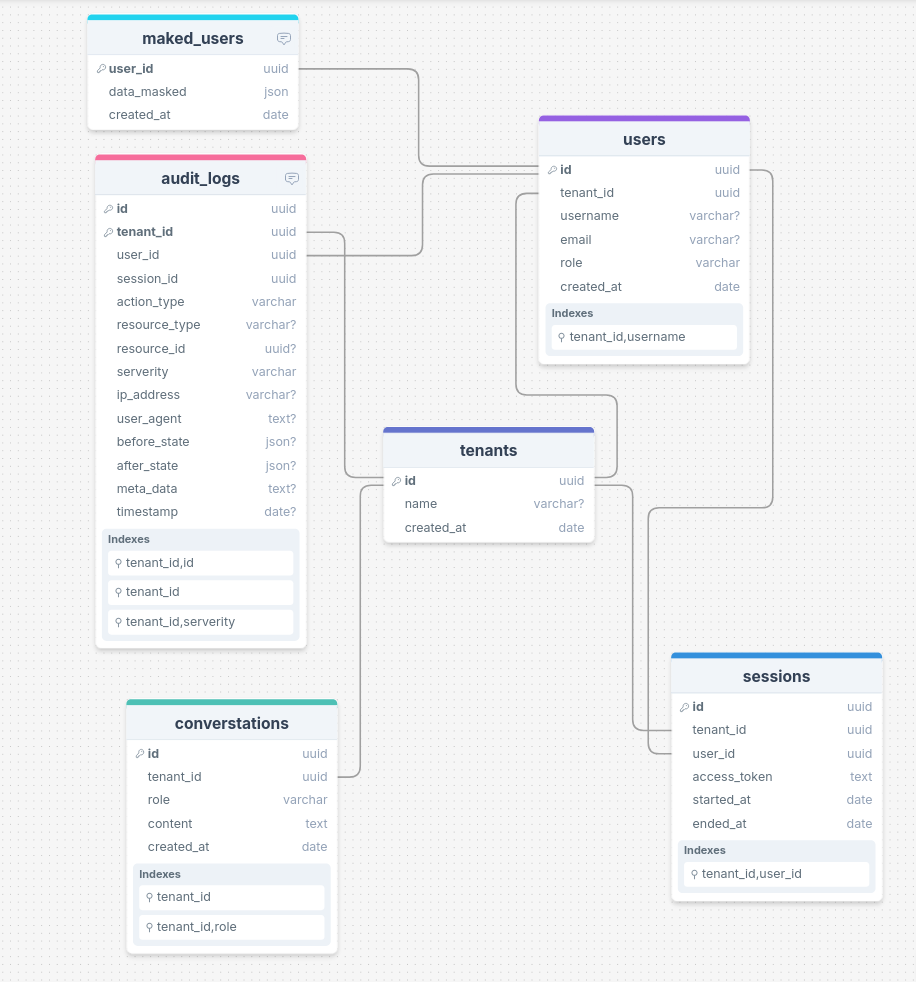 maked_users
user_id uuid
data_masked json
created_at date
audit_logs
id uuid
tenant_id uuid
user_id uuid
session_id uuid
action_type varchar
resource_type varchar?
resource_id uuid?
serverity varchar
ip_address varchar?
user_agent text?
before_state json?
after_state json?
meta_data text?
timestamp date?
Indexes
tenant_id,id
tenant_id
tenant_id,serverity
users
id uuid
tenant_id uuid
username varchar?
email varchar?
role varchar
created_at date
Indexes
tenant_id,username
tenants
id uuid
name varchar?
created_at date
converstations
id uuid
tenant_id uuid
role varchar
content text
created_at date
Indexes
tenant_id
tenant_id,role
sessions
id uuid
tenant_id uuid
user_id uuid
access_token text
started_at date
ended_at date
Indexes
tenant_id,user_id